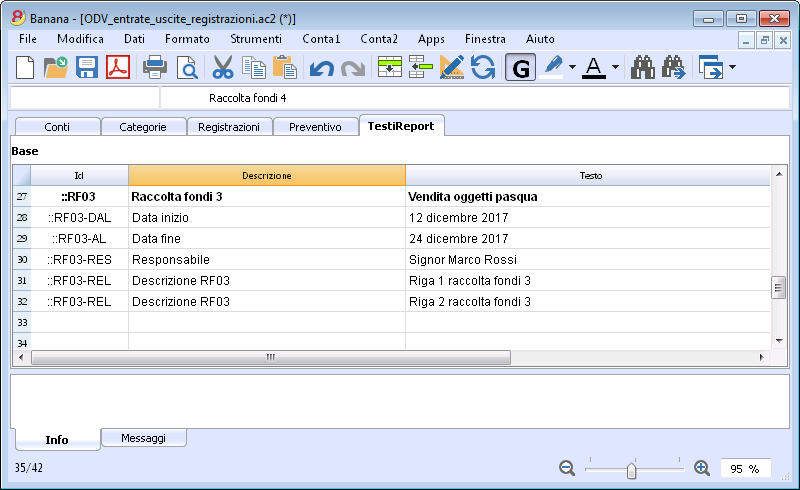 Banana - [ODV_entrate_uscite_registrazioni.ac2 (*)]
File Modifica Dati Formato Strumenti Conta1 Conta2 Apps Finestra Aiuto
G A
Raccolta fondi 4
Conti Categorie Registrazioni Preventivo TestiReport
Base
Id Descrizione Testo
27 ::RF03 Raccolta fondi 3 Vendita oggetti pasqua
28 ::RF03-DAL Data inizio 12 dicembre 2017
29 ::RF03-AL Data fine 24 dicembre 2017
30 ::RF03-RES Responsabile Signor Marco Rossi
31 ::RF03-REL Descrizione RF03 Riga 1 raccolta fondi 3
32 ::RF03-REL Descrizione RF03 Riga 2 raccolta fondi 3
33
34
Info Messaggi
35/42
95 %